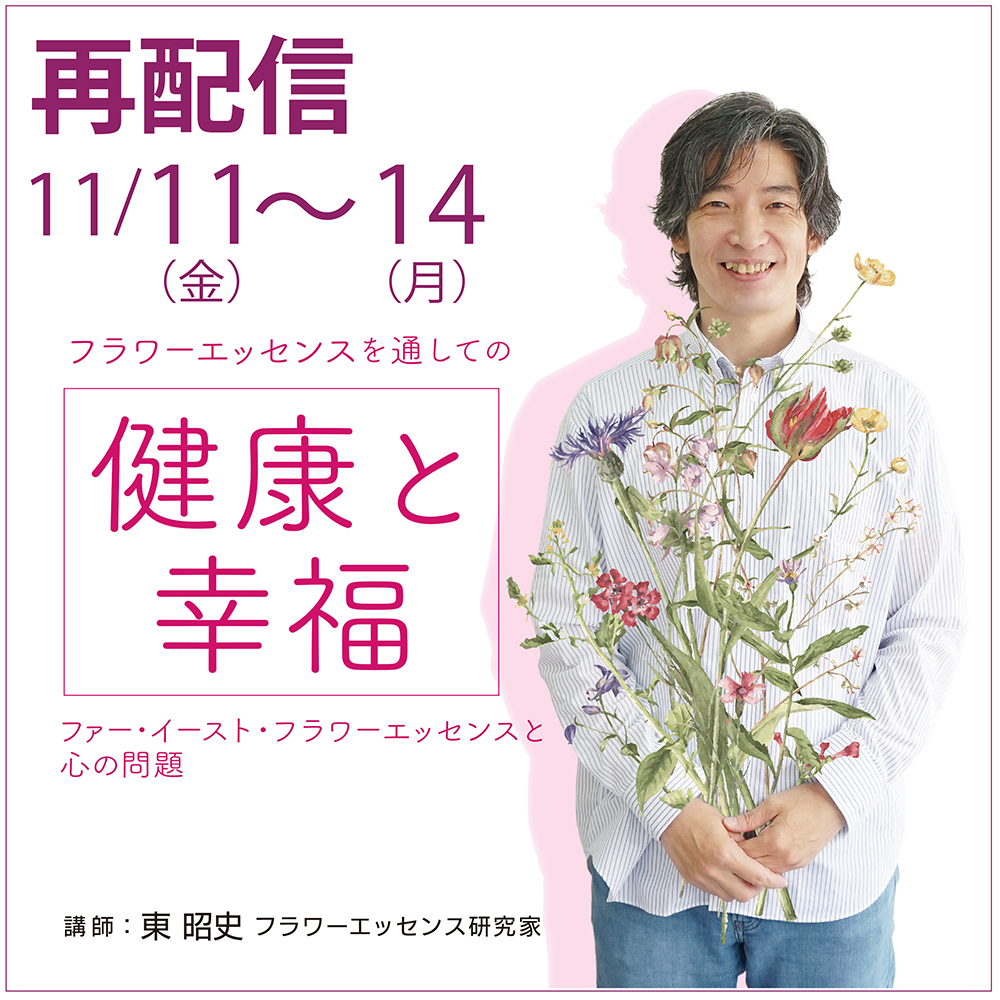 再配信
11/11〜14
（金）（月）
フラワーエッセンスを通しての
健康と
幸福
ファー・イースト・フラワーエッセンスと
心の問題
講師：東 昭史 フラワーエッセンス研究家